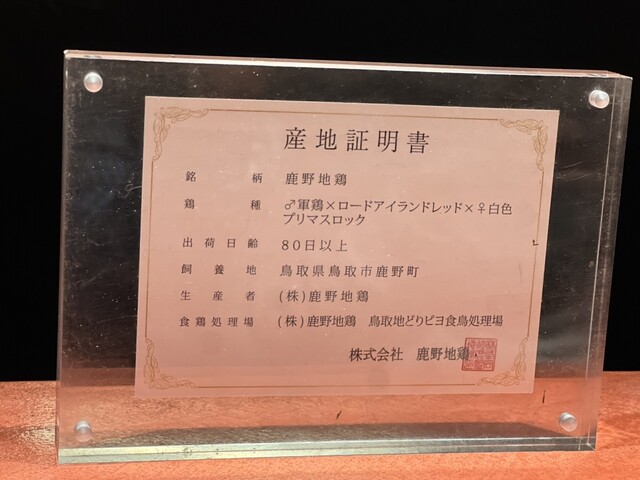 産地証明書
銘柄 鹿野地鶏
鶏種 ♂軍鶏×ロードアイランドレッド×♀白色
プリマスロック
出荷日齢 80日以上
飼養地 鳥取県鳥取市鹿野町
生産者 (株)鹿野地鶏
食鶏処理場 (株)鹿野地鶏 鳥取地どりピヨ食鳥処理場
株式会社 鹿野地鶏